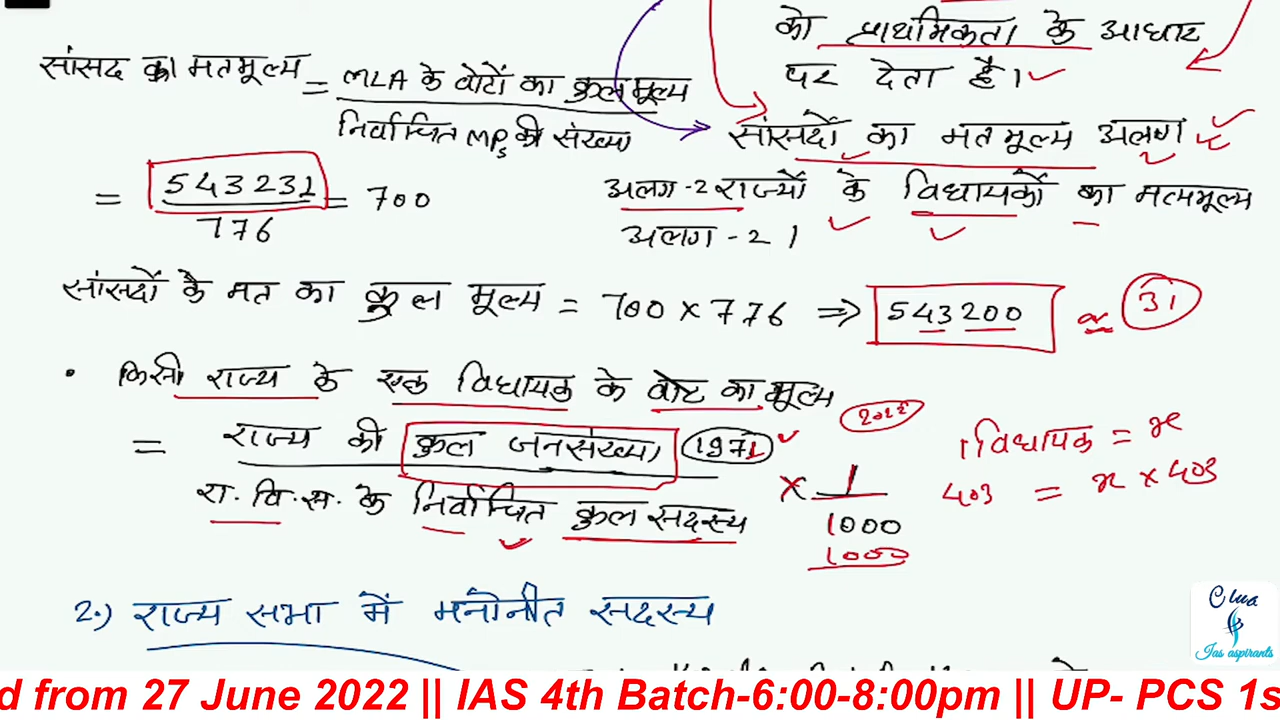 को प्राथमिकता के आधार
पर देता है।
सांसद का मतमूल्य = MLA के वोटों का कुल मूल्य
निर्वाचित MPs की संख्या
सांसदों का मतमूल्य अलग
= 543231 = 700
776
अलग-2 राज्यों के विधायकों का मतमूल्य
अलग-2।
सांसदों के मत का कुल मूल्य = 700 × 776 ⇒ 543200 31
• किसी राज्य के एक विधायक के वोट का मूल्य
= राज्य की कुल जनसंख्या 1971
रा. वि. स. के निर्वाचित कुल सदस्य
× 1
1000
1000
1 विधायक = x
403 = x × 403
2.) राज्य सभा में मनोनीत सदस्य
Ias aspirants
d from 27 June 2022 || IAS 4th Batch-6:00-8:00pm || UP- PCS 1s